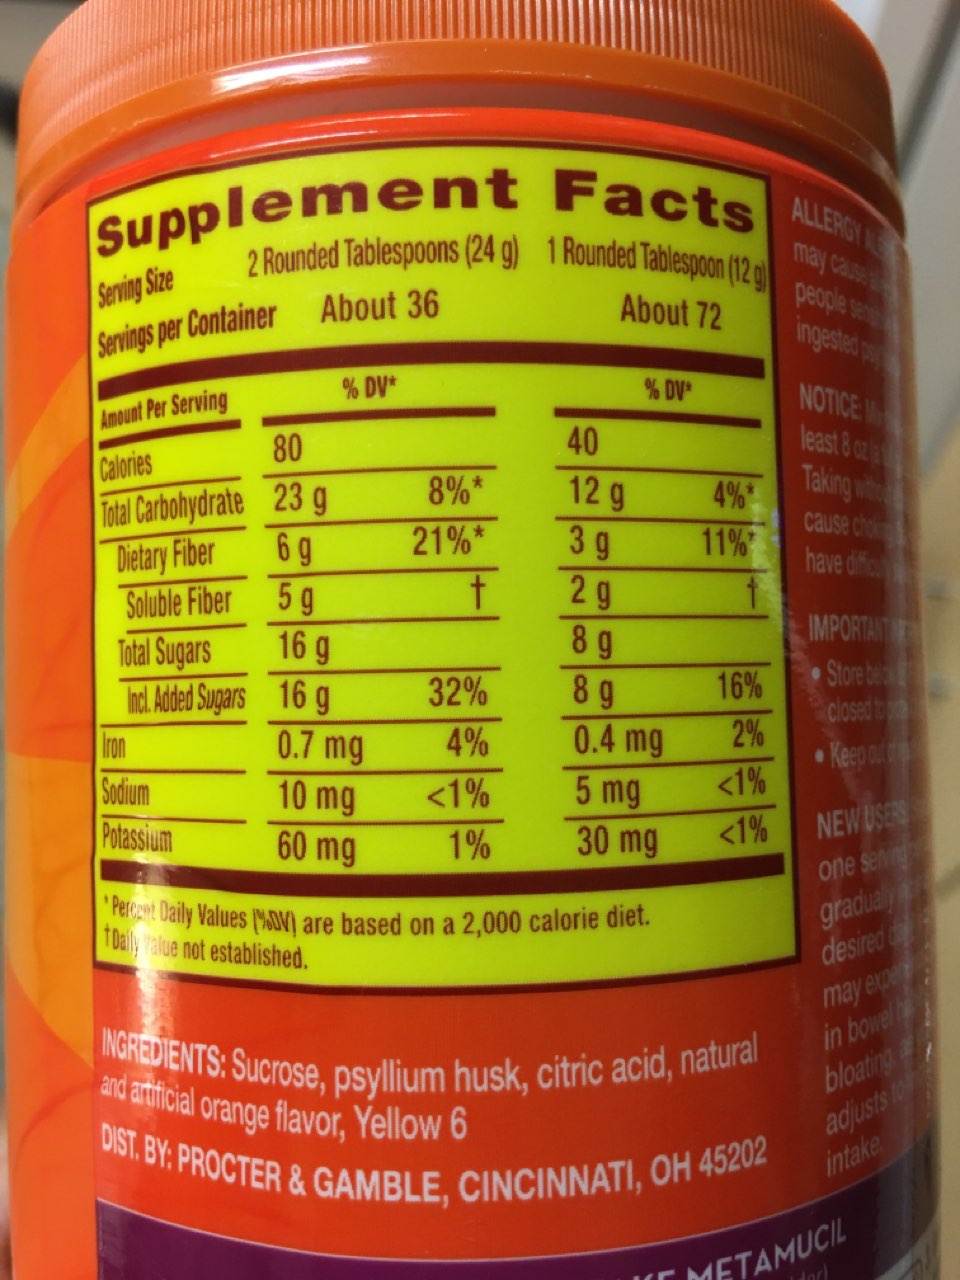 Supplement Facts
Serving Size 2 Rounded Tablespoons (24 g) 1 Rounded Tablespoon (12 g)
Servings per Container About 36 About 72
Amount Per Serving % DV* % DV*
Calories 80 40
Total Carbohydrate 23 g 8%* 12 g 4%*
Dietary Fiber 6 g 21%* 3 g 11%*
Soluble Fiber 5 g † 2 g †
Total Sugars 16 g 8 g
Incl. Added Sugars 16 g 32% 8 g 16%
Iron 0.7 mg 4% 0.4 mg 2%
Sodium 10 mg <1% 5 mg <1%
Potassium 60 mg 1% 30 mg <1%
* Percent Daily Values (%DV) are based on a 2,000 calorie diet.
† Daily Value not established.
INGREDIENTS: Sucrose, psyllium husk, citric acid, natural
and artificial orange flavor, Yellow 6
DIST. BY: PROCTER & GAMBLE, CINCINNATI, OH 45202
ALLERGY
may cause
people
ingested
NOTICE:
least 8 oz
Taking
cause
have
IMPORTANT
• Store
closed to
• Keep out
NEW USERS
one serving
gradually
desired
may
in bowel
bloating,
adjusts
intake.
METAMUCIL